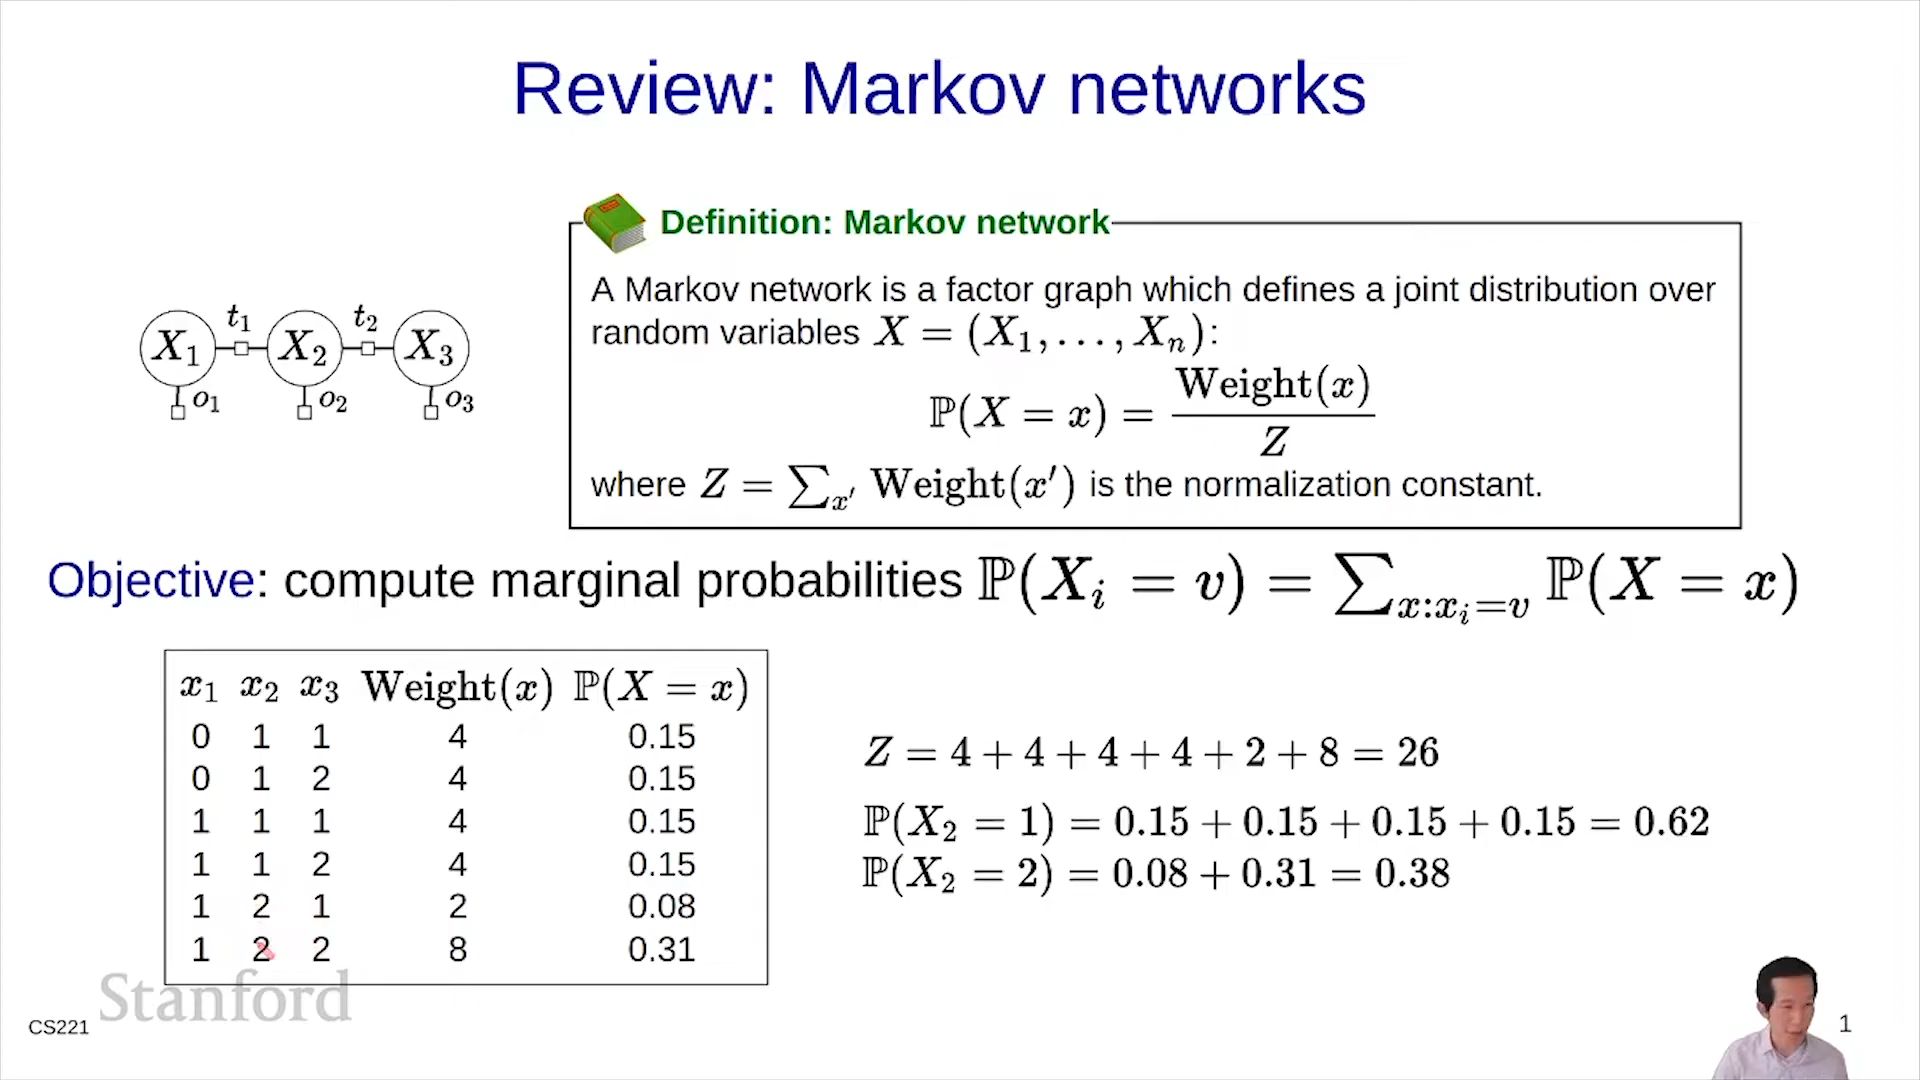 Review: Markov networks
Definition: Markov network
A Markov network is a factor graph which defines a joint distribution over
random variables X = (X₁, . . . , Xₙ):
ℙ(X = x) = Weight(x) / Z
where Z = ∑ₓ′ Weight(x′) is the normalization constant.
X₁ t₁ X₂ t₂ X₃
o₁ o₂ o₃
Objective: compute marginal probabilities ℙ(Xᵢ = v) = ∑_{x:xᵢ=v} ℙ(X = x)
x₁ x₂ x₃ Weight(x) ℙ(X = x)
0 1 1 4 0.15
0 1 2 4 0.15
1 1 1 4 0.15
1 1 2 4 0.15
1 2 1 2 0.08
1 2 2 8 0.31
Z = 4 + 4 + 4 + 4 + 2 + 8 = 26
ℙ(X₂ = 1) = 0.15 + 0.15 + 0.15 + 0.15 = 0.62
ℙ(X₂ = 2) = 0.08 + 0.31 = 0.38
Stanford
CS221
1